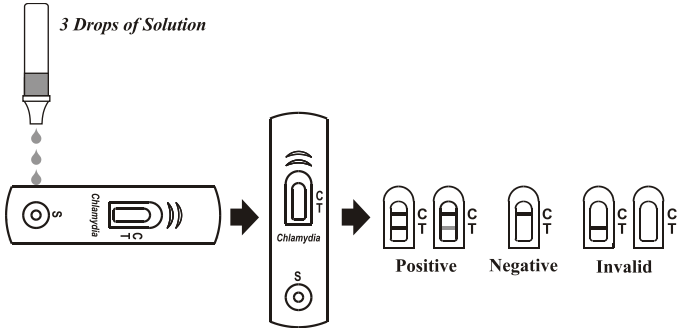 3 Drops of Solution
S
Chlamydia
C
T
C
T
Chlamydia
S
C
T
C
T
C
T
C
T
C
T
Positive
Negative
Invalid